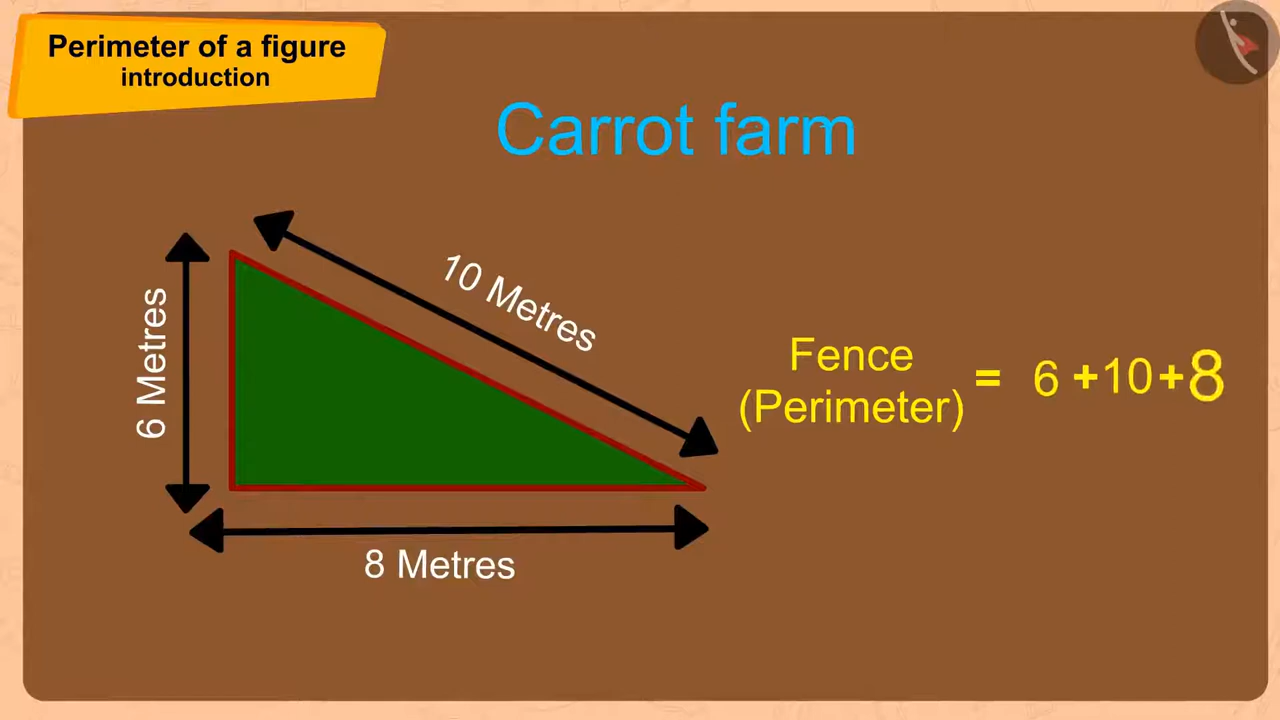 Perimeter of a figure
introduction
Carrot farm
10 Metres
6 Metres
8 Metres
Fence
(Perimeter)
= 6 +10+8